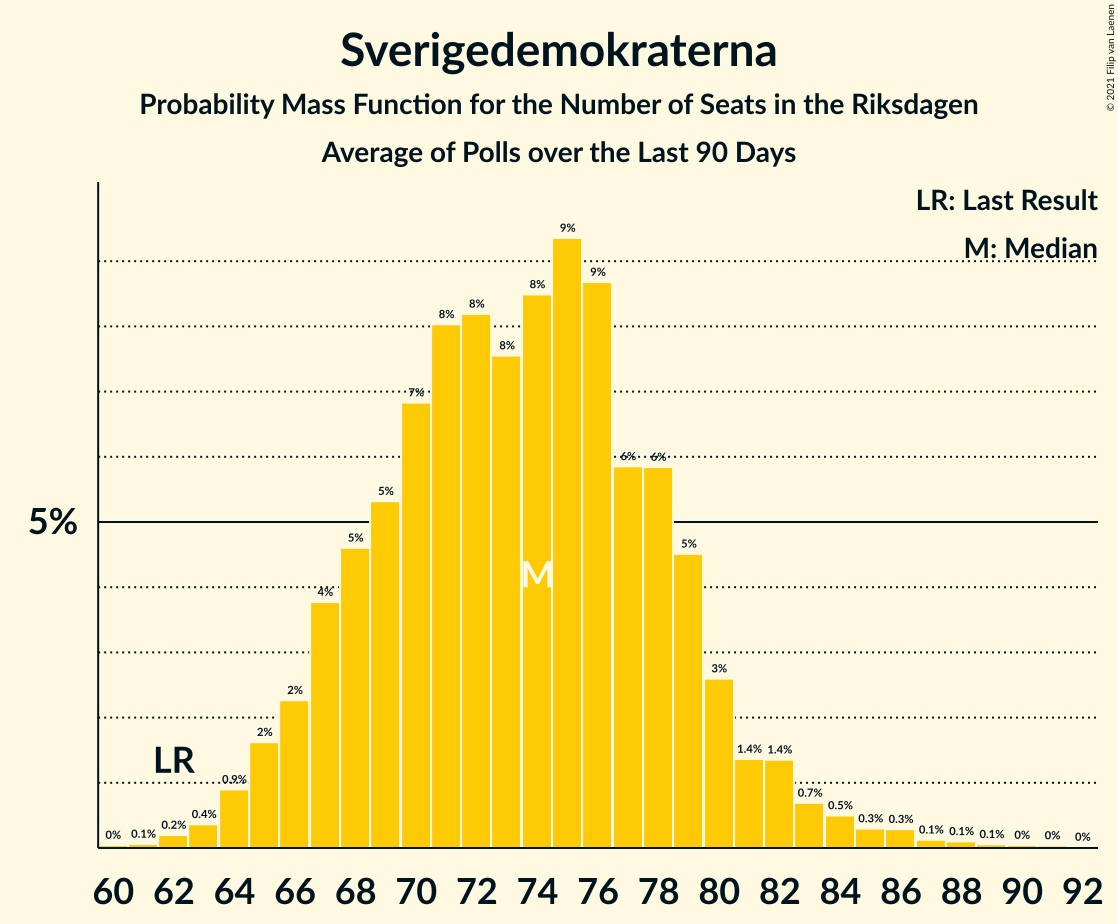 Sverigedemokraterna
Probability Mass Function for the Number of Seats in the Riksdagen
Average of Polls over the Last 90 Days
© 2021 Filip van Laenen
LR: Last Result
M: Median
5%
LR
M
0% 0.1% 0.2% 0.4% 0.9% 2% 2% 4% 5% 5% 7% 8% 8% 8% 8% 9% 9% 6% 6% 5% 3% 1.4% 1.4% 0.7% 0.5% 0.3% 0.3% 0.1% 0.1% 0.1% 0% 0% 0%
60 62 64 66 68 70 72 74 76 78 80 82 84 86 88 90 92